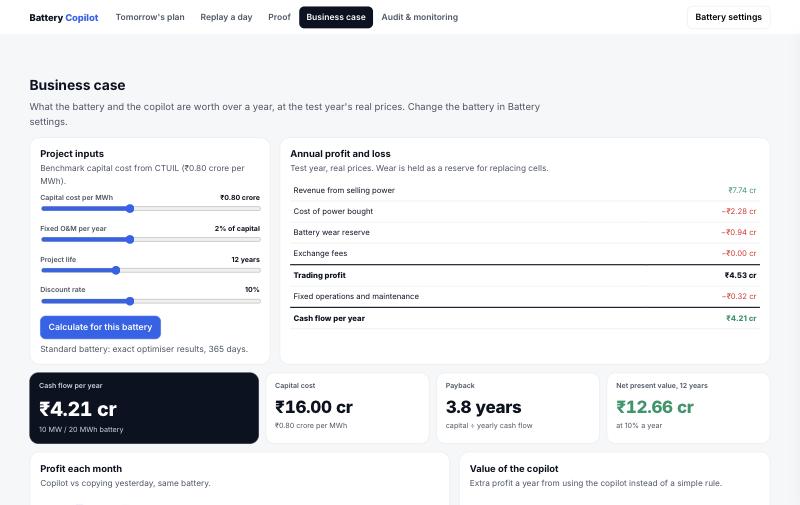 Battery Copilot Tomorrow's plan Replay a day Proof Business case Audit & monitoring Battery settings
Business case
What the battery and the copilot are worth over a year, at the test year's real prices. Change the battery in Battery
settings.
Project inputs
Benchmark capital cost from CTUIL (₹0.80 crore per
MWh).
Capital cost per MWh ₹0.80 crore
Fixed O&M per year 2% of capital
Project life 12 years
Discount rate 10%
Calculate for this battery
Standard battery: exact optimiser results, 365 days.
Annual profit and loss
Test year, real prices. Wear is held as a reserve for replacing cells.
Revenue from selling power ₹7.74 cr
Cost of power bought −₹2.28 cr
Battery wear reserve −₹0.94 cr
Exchange fees −₹0.00 cr
Trading profit ₹4.53 cr
Fixed operations and maintenance −₹0.32 cr
Cash flow per year ₹4.21 cr
Cash flow per year
₹4.21 cr
10 MW / 20 MWh battery
Capital cost
₹16.00 cr
₹0.80 crore per MWh
Payback
3.8 years
capital ÷ yearly cash flow
Net present value, 12 years
₹12.66 cr
at 10% a year
Profit each month
Copilot vs copying yesterday, same battery.
Value of the copilot
Extra profit a year from using the copilot instead of a simple rule.